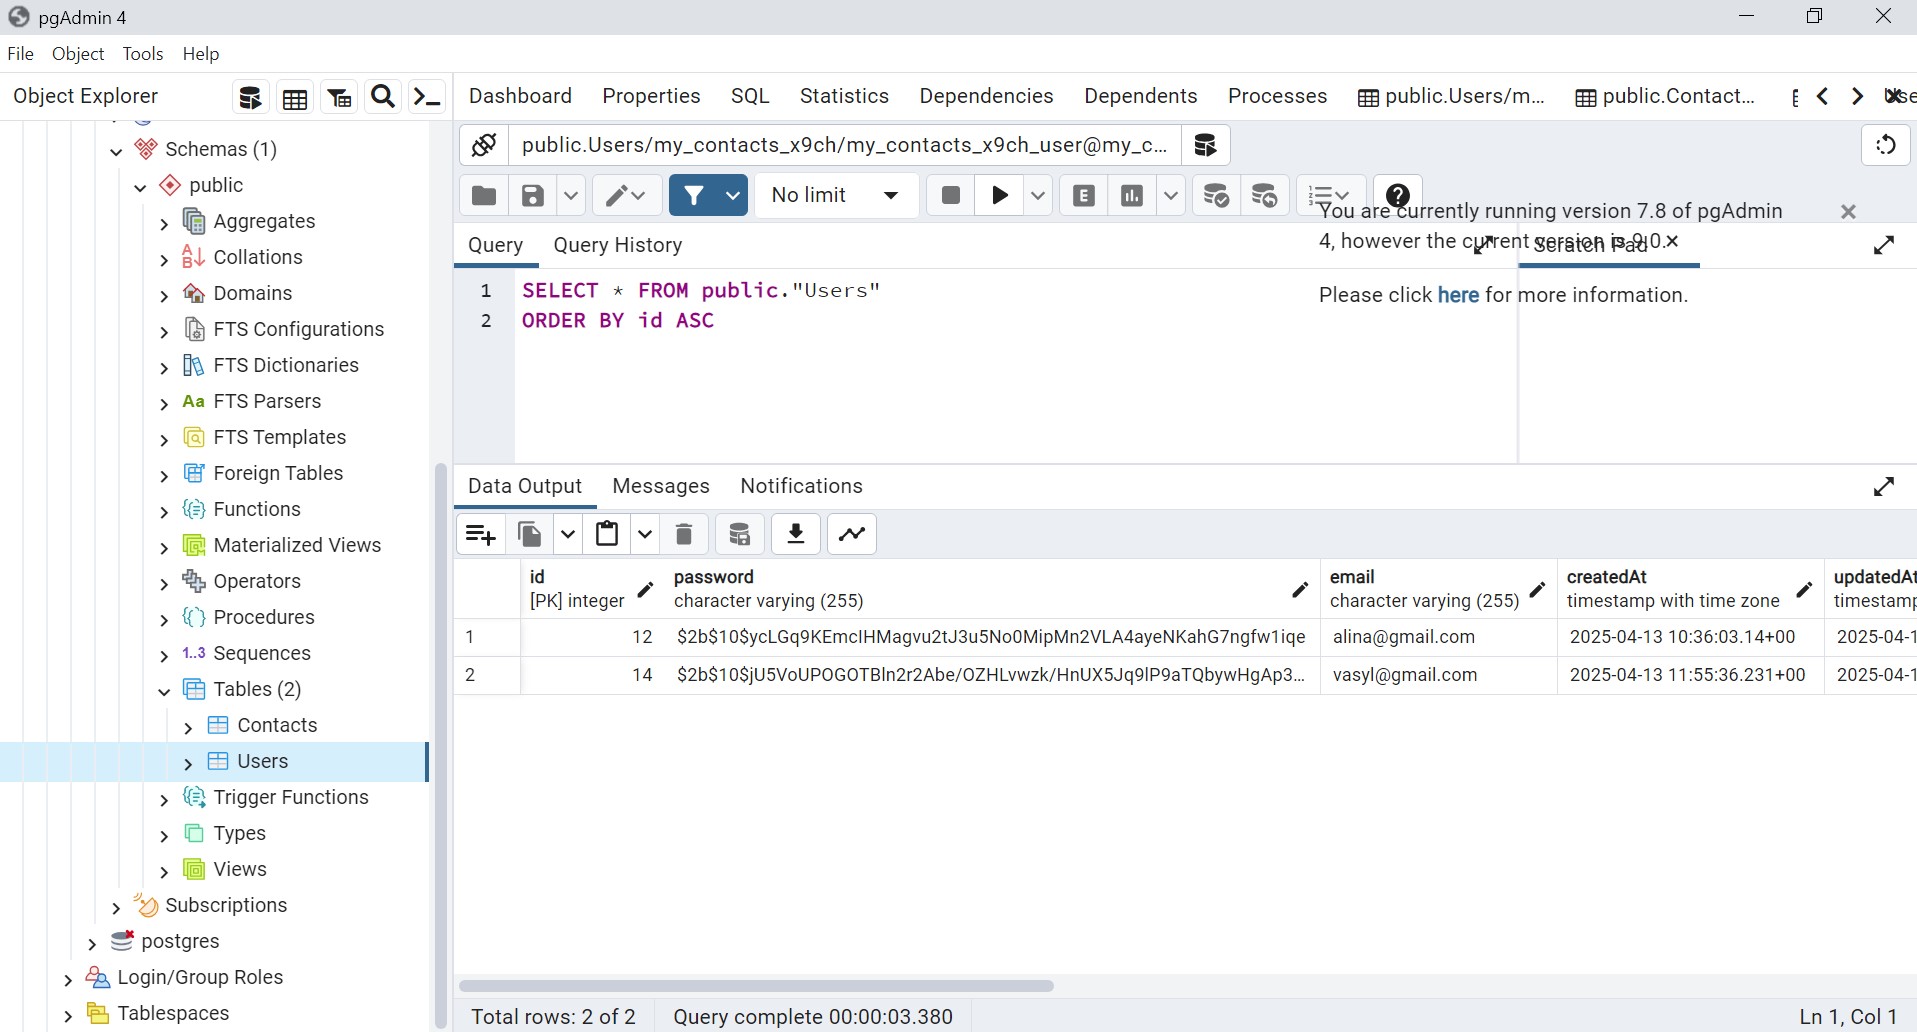 pgAdmin 4
File Object Tools Help
Object Explorer
Dashboard Properties SQL Statistics Dependencies Dependents Processes public.Users/m... public.Contact...
Schemas (1)
public
Aggregates
Collations
Domains
FTS Configurations
FTS Dictionaries
Aa FTS Parsers
FTS Templates
Foreign Tables
Functions
Materialized Views
Operators
Procedures
1..3 Sequences
Tables (2)
Contacts
Users
Trigger Functions
Types
Views
Subscriptions
postgres
Login/Group Roles
Tablespaces
public.Users/my_contacts_x9ch/my_contacts_x9ch_user@my_c...
No limit
E
You are currently running version 7.8 of pgAdmin
4, however the current version is 9.0.
Please click here for more information.
Query Query History
Scratch Pad
1 SELECT * FROM public."Users"
2 ORDER BY id ASC
Data Output Messages Notifications
id password email createdAt updatedAt
[PK] integer character varying (255) character varying (255) timestamp with time zone timestamp
1 12 $2b$10$ycLGq9KEmclHMagvu2tJ3u5No0MipMn2VLA4ayeNKahG7ngfw1iqe alina@gmail.com 2025-04-13 10:36:03.14+00 2025-04-1
2 14 $2b$10$jU5VoUPOGOTBln2r2Abe/OZHLvwzk/HnUX5Jq9lP9aTQbywHgAp3... vasyl@gmail.com 2025-04-13 11:55:36.231+00 2025-04-1
Total rows: 2 of 2 Query complete 00:00:03.380
Ln 1, Col 1